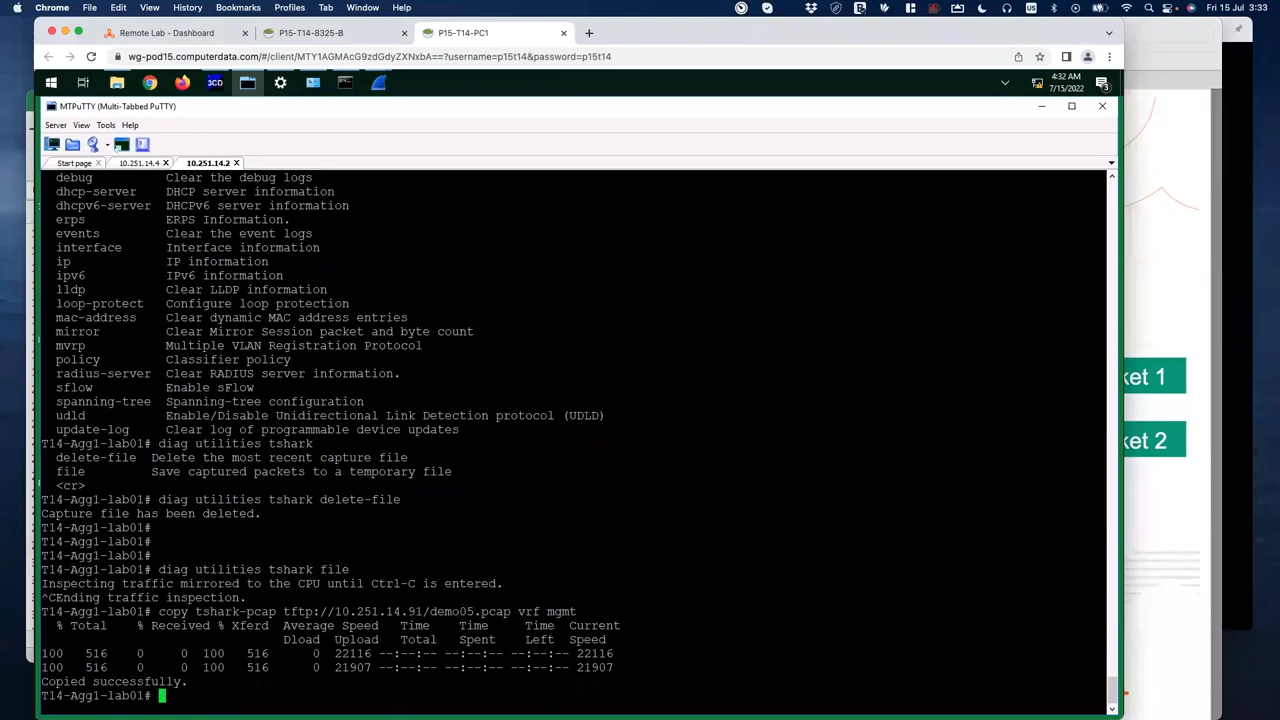 Chrome File Edit View History Bookmarks Profiles Tab Window Help Fri 15 Jul 3:33
Remote Lab - Dashboard P15-T14-8325-B P15-T14-PC1
wg-pod15.computerdata.com/#/client/MTY1AGMAcG9zdGdyZXNxbA==?username=p15t14&password=p15t14
3CD 4:32 AM
7/15/2022
MTPuTTY (Multi-Tabbed PuTTY)
Server View Tools Help
Start page 10.251.14.4 10.251.14.2
debug Clear the debug logs
dhcp-server DHCP server information
dhcpv6-server DHCPv6 server information
erps ERPS Information.
events Clear the event logs
interface Interface information
ip IP information
ipv6 IPv6 information
lldp Clear LLDP information
loop-protect Configure loop protection
mac-address Clear dynamic MAC address entries
mirror Clear Mirror Session packet and byte count
mvrp Multiple VLAN Registration Protocol
policy Classifier policy
radius-server Clear RADIUS server information.
sflow Enable sFlow
spanning-tree Spanning-tree configuration
udld Enable/Disable Unidirectional Link Detection protocol (UDLD)
update-log Clear log of programmable device updates
T14-Agg1-lab01# diag utilities tshark
delete-file Delete the most recent capture file
file Save captured packets to a temporary file
<cr>
T14-Agg1-lab01# diag utilities tshark delete-file
Capture file has been deleted.
T14-Agg1-lab01#
T14-Agg1-lab01#
T14-Agg1-lab01#
T14-Agg1-lab01# diag utilities tshark file
Inspecting traffic mirrored to the CPU until Ctrl-C is entered.
^CEnding traffic inspection.
T14-Agg1-lab01# copy tshark-pcap tftp://10.251.14.91/demo05.pcap vrf mgmt
% Total % Received % Xferd Average Speed Time Time Time Current
Dload Upload Total Spent Left Speed
100 516 0 0 100 516 0 22116 --:--:-- --:--:-- --:--:-- 22116
100 516 0 0 100 516 0 21907 --:--:-- --:--:-- --:--:-- 21907
Copied successfully.
T14-Agg1-lab01#
ket 1
ket 2